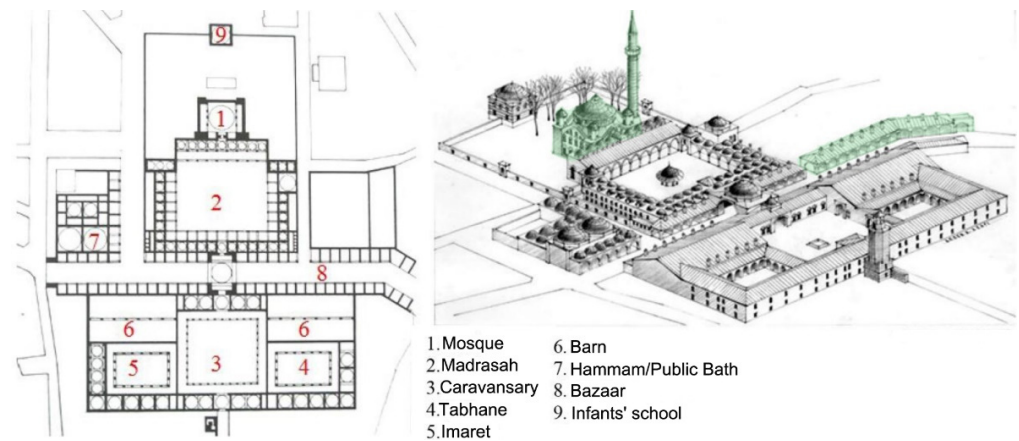 9
1
2
7
8
6 6
5 3 4
1. Mosque
2. Madrasah
3. Caravansary
4. Tabhane
5. Imaret
6. Barn
7. Hammam/Public Bath
8. Bazaar
9. Infants' school